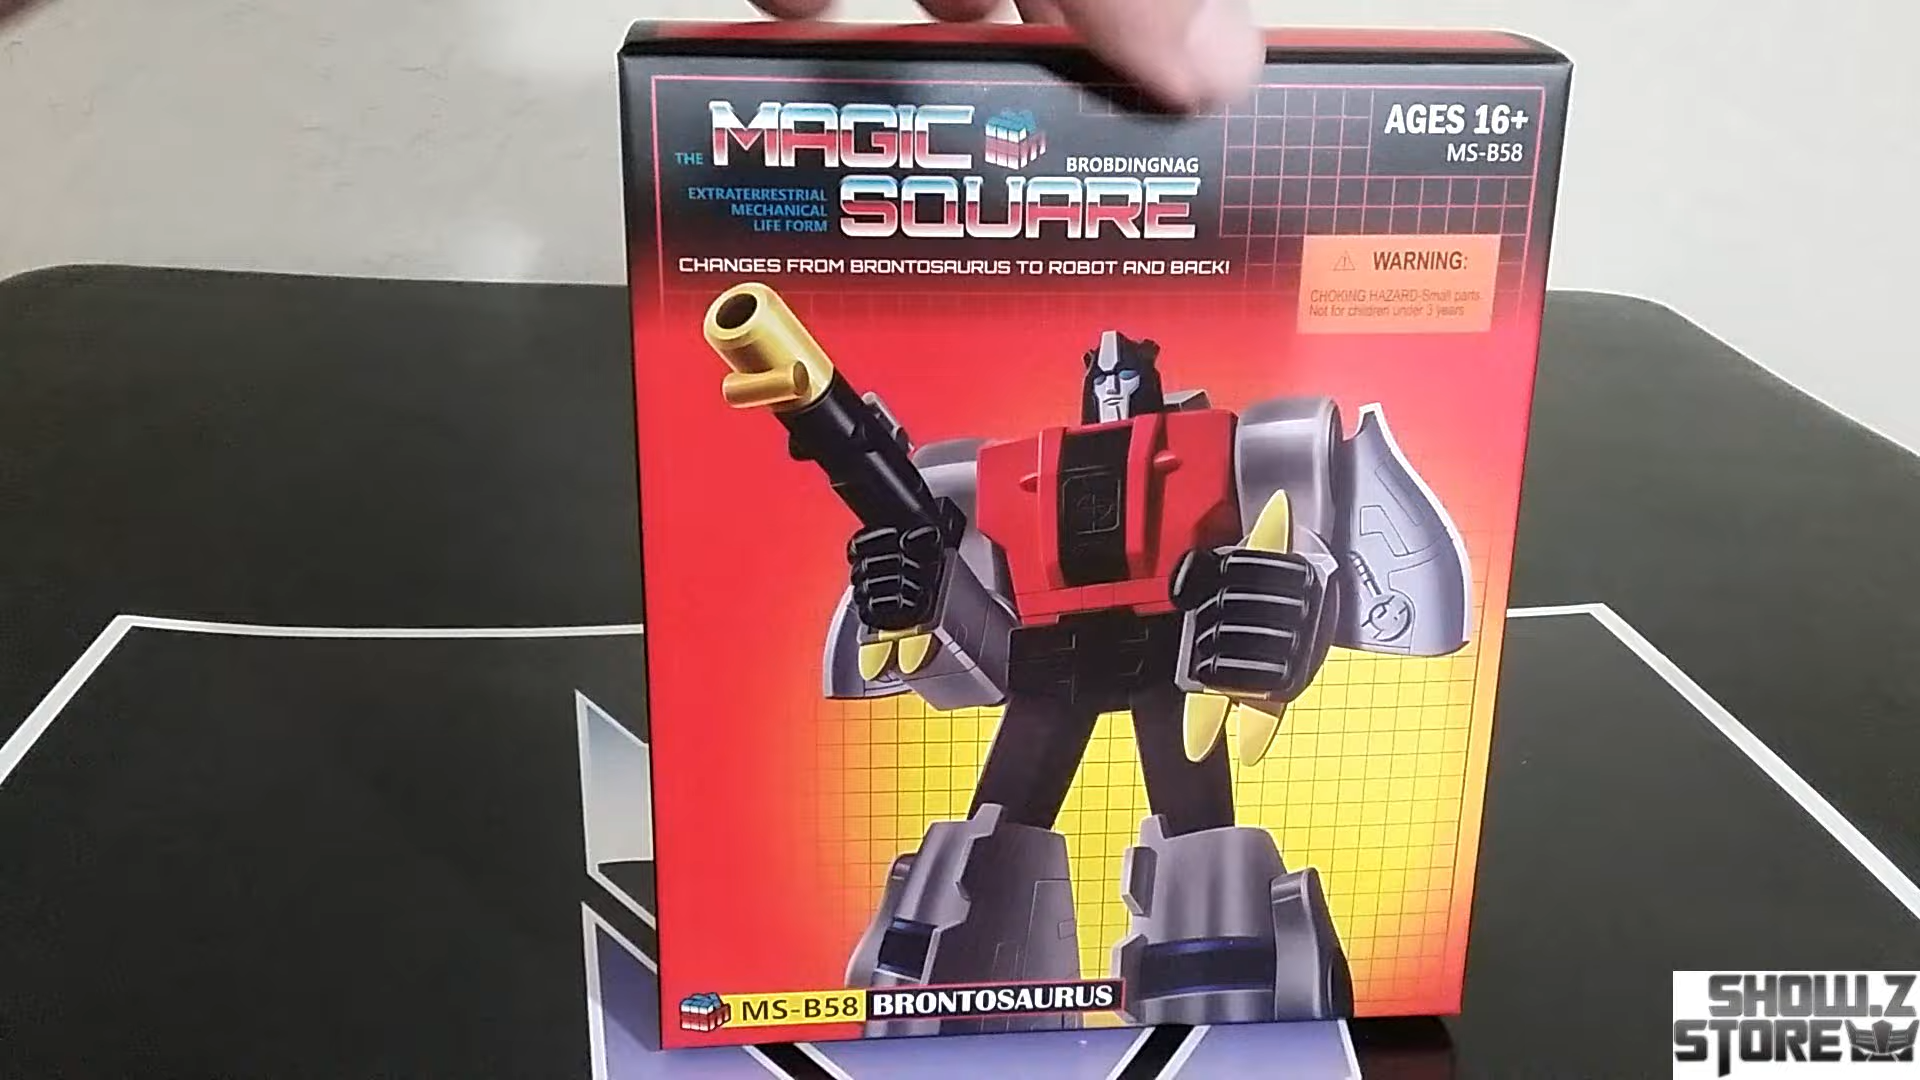 THE MAGIC
BROBDINGNAG
EXTRATERRESTRIAL
MECHANICAL
LIFE FORM
SQUARE
CHANGES FROM BRONTOSAURUS TO ROBOT AND BACK!
AGES 16+
MS-B58
WARNING:
CHOKING HAZARD-Small parts.
Not for children under 3 years
MS-B58 BRONTOSAURUS
SHOW.Z
STORE